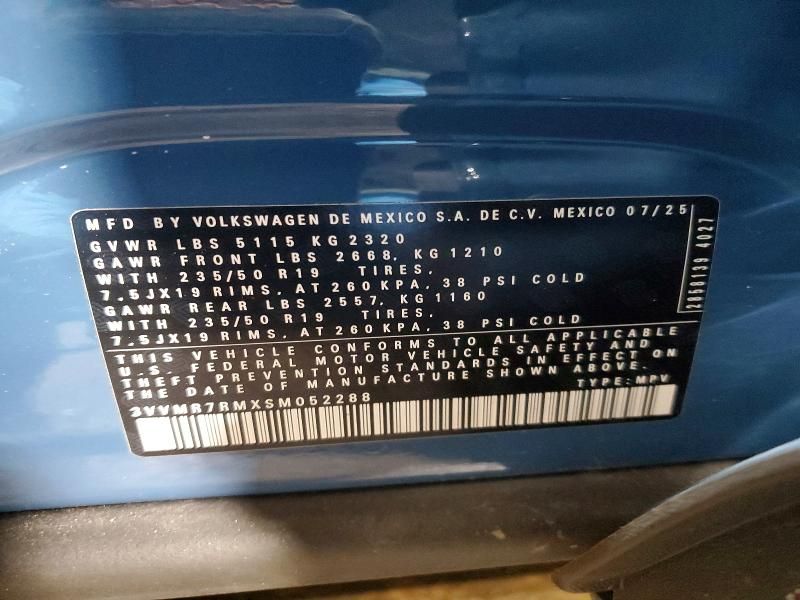 MFD BY VOLKSWAGEN DE MEXICO S.A. DE C.V. MEXICO 07/25
GVWR LBS 5115 KG 2320
GAWR FRONT LBS 2668, KG 1210
WITH 235/50 R19 TIRES,
7,5JX19 RIMS, AT 260 KPA, 38 PSI COLD
GAWR REAR LBS 2557, KG 1160
WITH 235/50 R19 TIRES,
7,5JX19 RIMS, AT 260 KPA, 38 PSI COLD
THIS VEHICLE CONFORMS TO ALL APPLICABLE
U.S. FEDERAL MOTOR VEHICLE SAFETY AND
THEFT PREVENTION STANDARDS IN EFFECT ON
THE DATE OF MANUFACTURE SHOWN ABOVE.
TYPE: MPV
3VVMR7RMXSM052288
2858139 4027